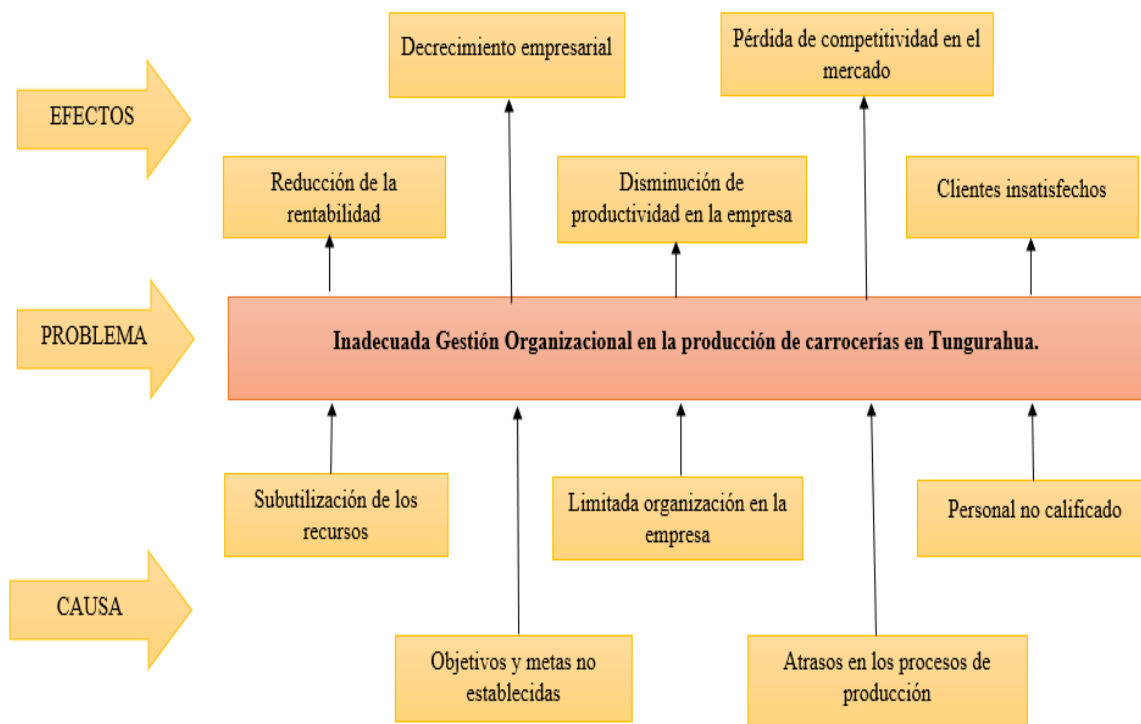 Decrecimiento empresarial
Pérdida de competitividad en el
mercado
EFECTOS
Reducción de la
rentabilidad
Disminución de
productividad en la empresa
Clientes insatisfechos
PROBLEMA
Inadecuada Gestión Organizacional en la producción de carrocerías en Tungurahua.
Subutilización de los
recursos
Limitada organización en la
empresa
Personal no calificado
CAUSA
Objetivos y metas no
establecidas
Atrasos en los procesos de
producción